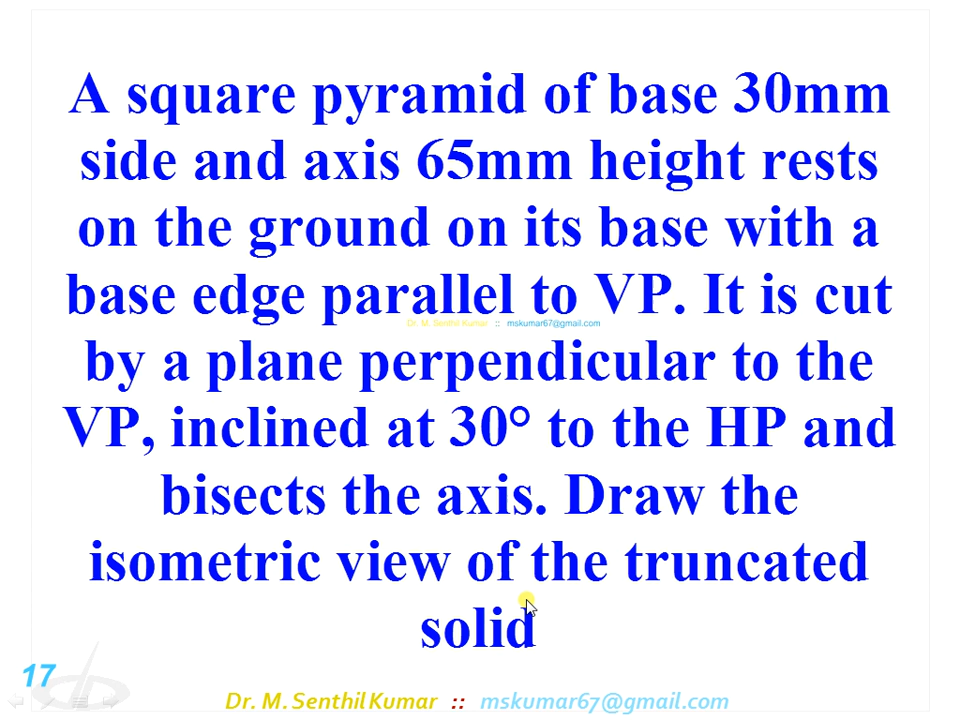 A square pyramid of base 30mm
side and axis 65mm height rests
on the ground on its base with a
base edge parallel to VP. It is cut
Dr. M. Senthil Kumar :: mskumar67@gmail.com
by a plane perpendicular to the
VP, inclined at 30° to the HP and
bisects the axis. Draw the
isometric view of the truncated
solid
17
Dr. M. Senthil Kumar :: mskumar67@gmail.com